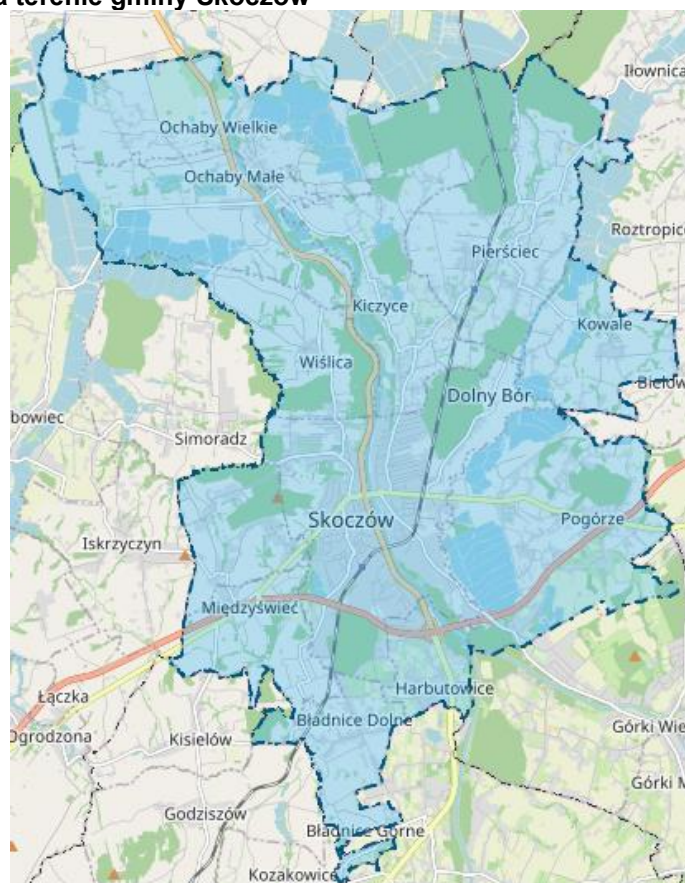 terenie gminy Skoczów
Iłownica
Ochaby Wielkie
Ochaby Małe
Roztropice
Pierściec
Kiczyce
Kowale
Wiślica
Dolny Bór
Bielow
bowiec
Simoradz
Skoczów
Pogórze
Iskrzyczyn
Międzyświeć
Harbutowice
Łączka
Bładnice Dolne
Ogrodzona
Kisielów
Górki Wie
Górki M
Godziszów
Bładnice Górne
Kozakowice